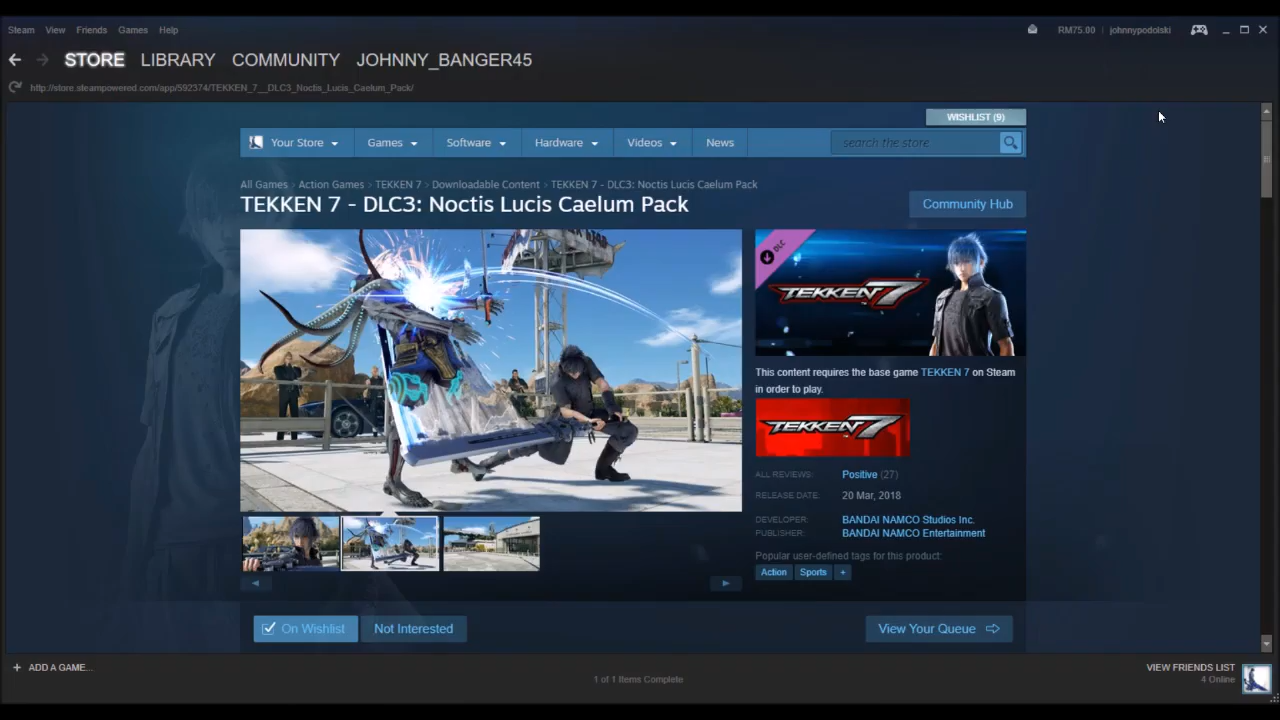 Steam View Friends Games Help
RM75.00 | johnnypodolski
STORE LIBRARY COMMUNITY JOHNNY_BANGER45
http://store.steampowered.com/app/592374/TEKKEN_7__DLC3_Noctis_Lucis_Caelum_Pack/
WISHLIST (9)
Your Store Games Software Hardware Videos News search the store
All Games > Action Games > TEKKEN 7 > Downloadable Content > TEKKEN 7 - DLC3: Noctis Lucis Caelum Pack
TEKKEN 7 - DLC3: Noctis Lucis Caelum Pack
Community Hub
DLC
TEKKEN 7
This content requires the base game TEKKEN 7 on Steam
in order to play.
TEKKEN 7
ALL REVIEWS: Positive (27)
RELEASE DATE: 20 Mar, 2018
DEVELOPER: BANDAI NAMCO Studios Inc.
PUBLISHER: BANDAI NAMCO Entertainment
Popular user-defined tags for this product:
Action Sports +
On Wishlist Not Interested View Your Queue
+ ADD A GAME...
1 of 1 Items Complete
VIEW FRIENDS LIST
4 Online